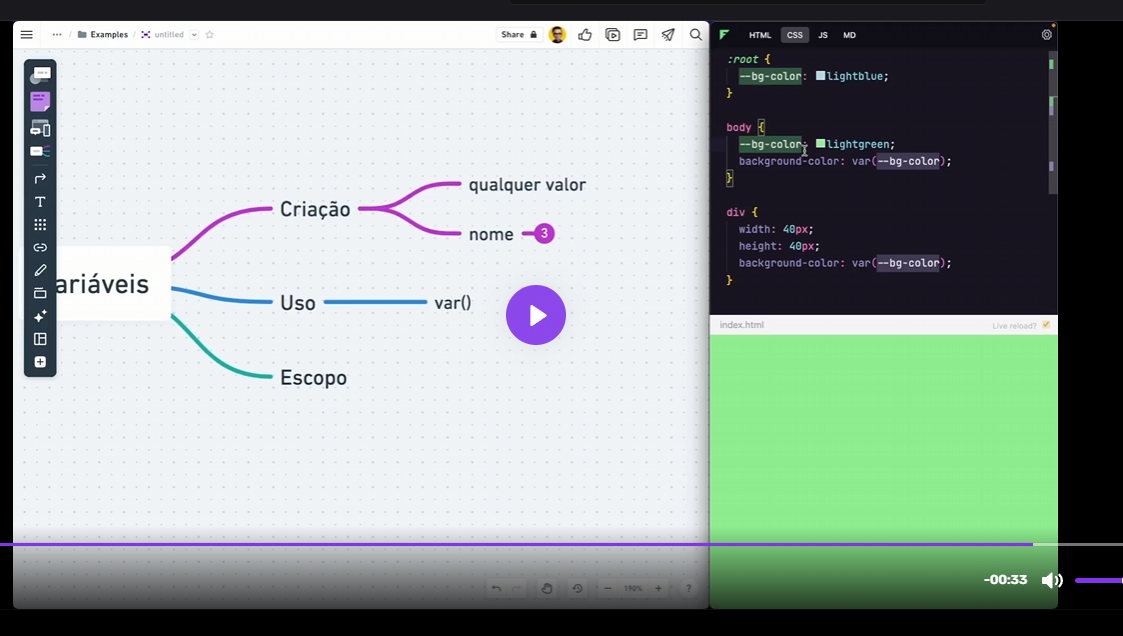 ··· / Examples / untitled
Share
ariáveis
Criação
qualquer valor
nome
3
Uso
var()
Escopo
190%
?
HTML CSS JS MD
:root {
--bg-color: lightblue;
}
body {
--bg-color: lightgreen;
background-color: var(--bg-color);
}
div {
width: 40px;
height: 40px;
background-color: var(--bg-color);
}
index.html
Live reload?
-00:33